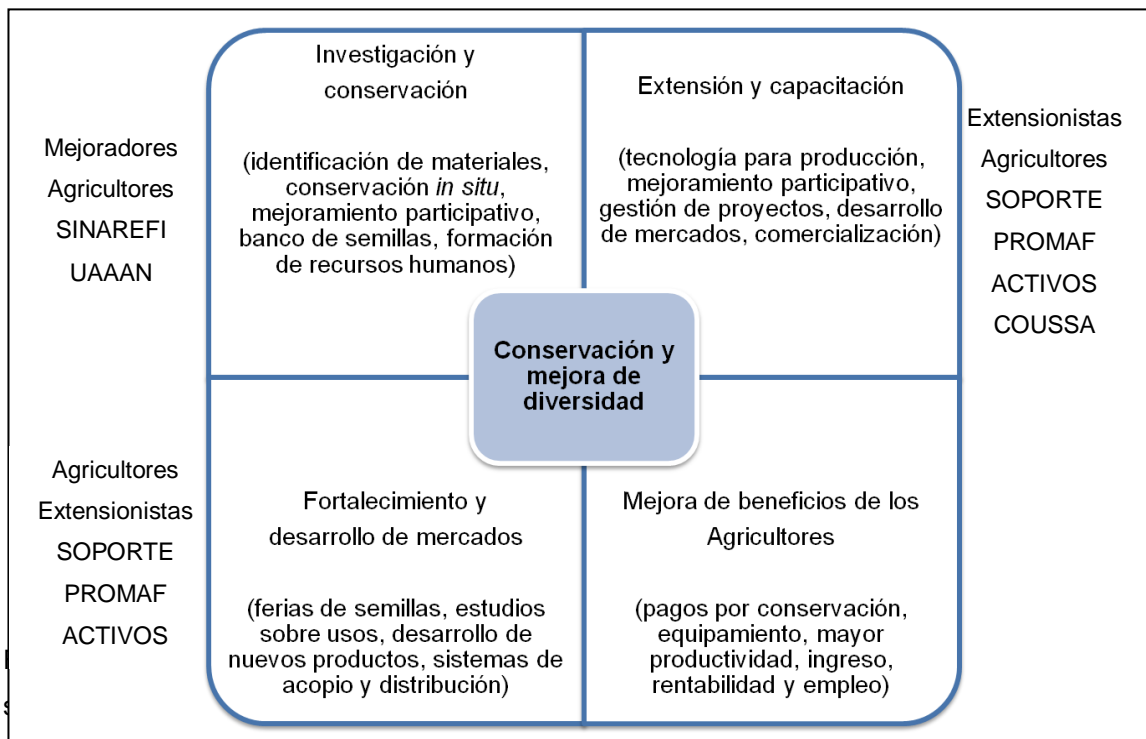 Investigación y
conservación
(identificación de materiales,
conservación in situ,
mejoramiento participativo,
banco de semillas, formación
de recursos humanos)
Extensión y capacitación
(tecnología para producción,
mejoramiento participativo,
gestión de proyectos, desarrollo
de mercados, comercialización)
Mejoradores
Agricultores
SINAREFI
UAAAN
Extensionistas
Agricultores
SOPORTE
PROMAF
ACTIVOS
COUSSA
Conservación y
mejora de
diversidad
Agricultores
Extensionistas
SOPORTE
PROMAF
ACTIVOS
Fortalecimiento y
desarrollo de mercados
(ferias de semillas, estudios
sobre usos, desarrollo de
nuevos productos, sistemas de
acopio y distribución)
Mejora de beneficios de los
Agricultores
(pagos por conservación,
equipamiento, mayor
productividad, ingreso,
rentabilidad y empleo)